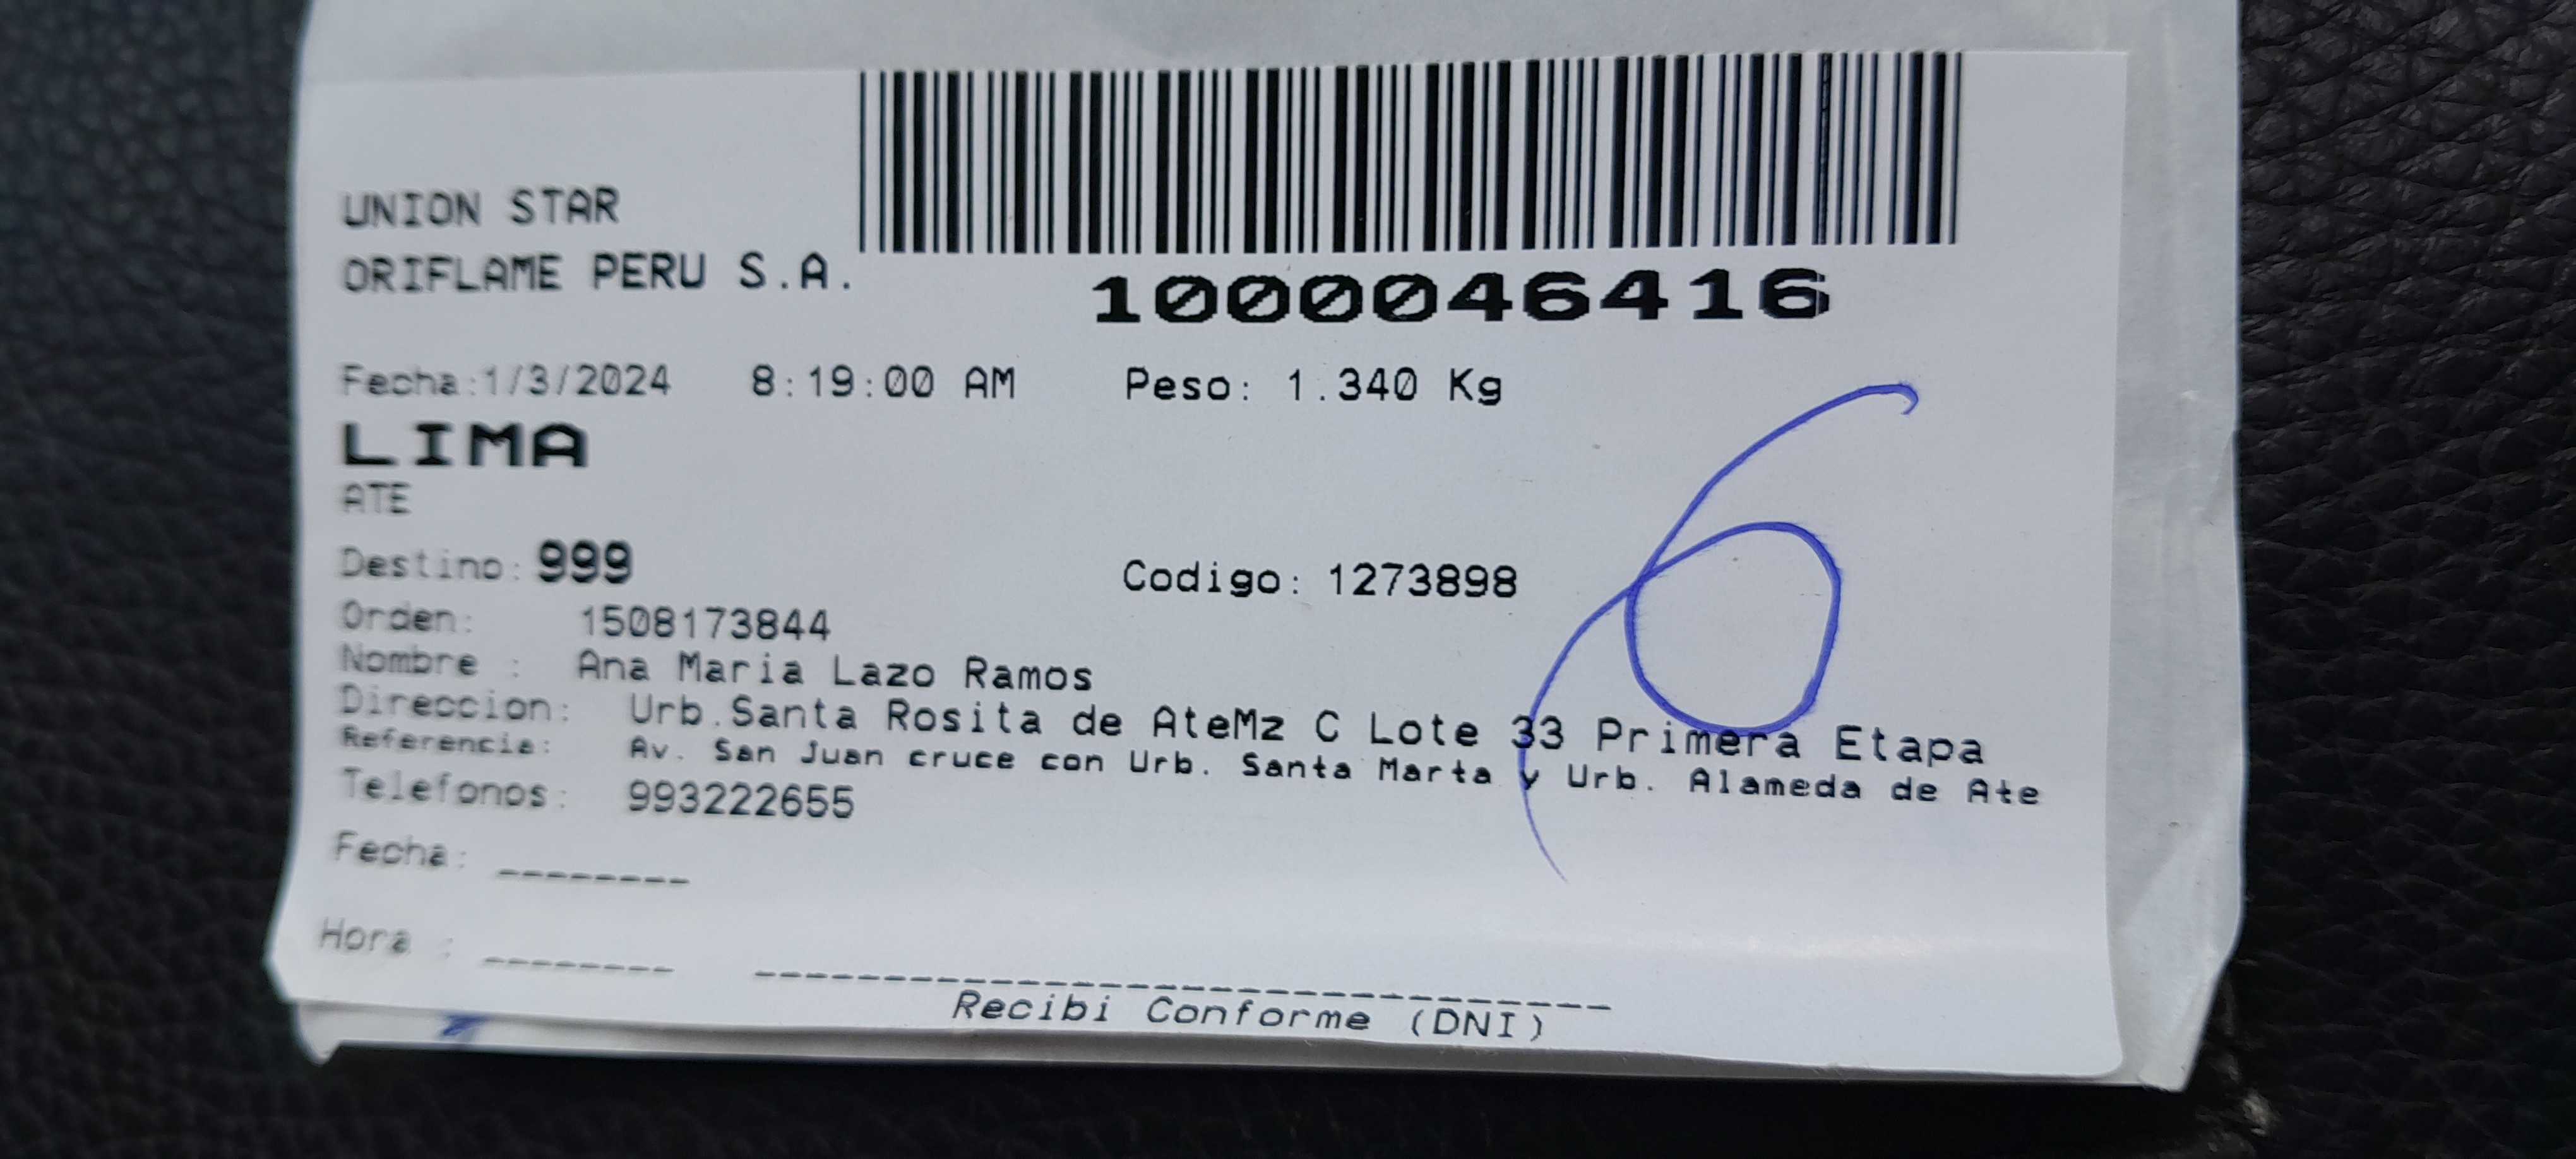 UNION STAR
ORIFLAME PERU S.A.
1000046416
Fecha:1/3/2024 8:19:00 AM Peso: 1.340 Kg
LIMA
ATE
Destino: 999 Codigo: 1273898
Orden: 1508173844
Nombre : Ana Maria Lazo Ramos
Direccion: Urb.Santa Rosita de AteMz C Lote 33 Primera Etapa
Referencia: Av. San Juan cruce con Urb. Santa Marta y Urb. Alameda de Ate
Telefonos: 993222655
6
Fecha: ________
Hora : ________
Recibi Conforme (DNI)